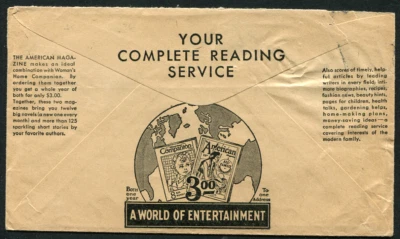 YOUR
COMPLETE READING
SERVICE
THE AMERICAN MAGA-
ZINE makes an ideal
combination with Woman's
Home Companion. By
ordering them together
you get a whole year of
both for only $3.00.
Together, these two mag-
azines bring you twelve
big novels (a new one every
month) and more than 125
sparkling short stories by
your favorite authors.
Also scores of timely, help-
ful articles by leading
writers in every field; inti-
mate biographies, recipes,
fashion news, beauty hints,
pages for children, health
talks, gardening helps,
home-making plans,
money-saving ideas—a
complete reading service
covering interests of the
modern family.
Companion
American
3.00
Both
one
year
To
one
address
A WORLD OF ENTERTAINMENT